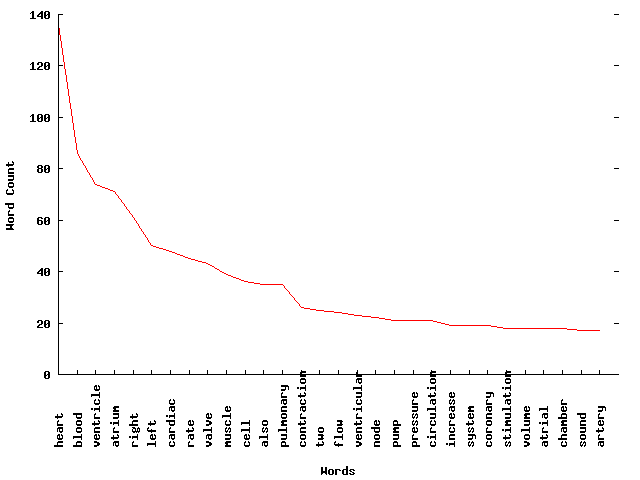 140
120
100
80
60
40
20
0
Word Count
heart
blood
ventricle
atrium
right
left
cardiac
rate
valve
muscle
cell
also
pulmonary
contraction
two
flow
ventricular
node
pump
pressure
circulation
increase
system
coronary
stimulation
volume
atrial
chamber
sound
artery
Words